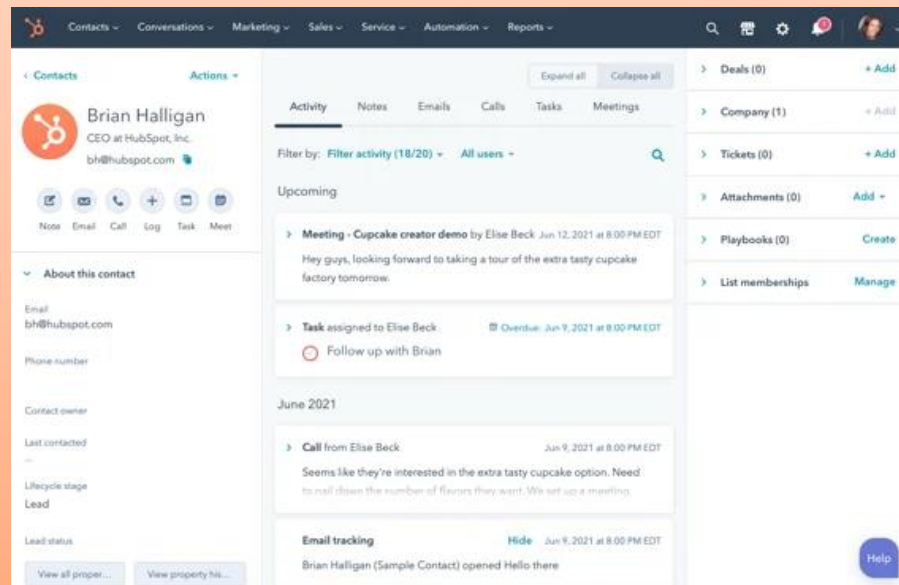 Contacts Conversations Marketing Sales Service Automation Reports
Contacts Actions
Brian Halligan
CEO at HubSpot, Inc.
bh@hubspot.com
Note Email Call Log Task Meet
About this contact
Email
bh@hubspot.com
Phone number
Contact owner
Last contacted
--
Lifecycle stage
Lead
Lead status
View all proper... View property his...
Expand all Collapse all
Activity Notes Emails Calls Tasks Meetings
Filter by: Filter activity (18/20) All users
Upcoming
Meeting - Cupcake creator demo by Elise Beck Jun 12, 2021 at 8:00 PM EDT
Hey guys, looking forward to taking a tour of the extra tasty cupcake
factory tomorrow.
Task assigned to Elise Beck Overdue: Jun 9, 2021 at 8:00 PM EDT
Follow up with Brian
June 2021
Call from Elise Beck Jun 9, 2021 at 8:00 PM EDT
Seems like they're interested in the extra tasty cupcake option. Need
to nail down the number of flavors they want. We set up a meeting
Email tracking Hide Jun 9, 2021 at 8:00 PM EDT
Brian Halligan (Sample Contact) opened Hello there
Deals (0) + Add
Company (1) + Add
Tickets (0) + Add
Attachments (0) Add
Playbooks (0) Create
List memberships Manage
Help